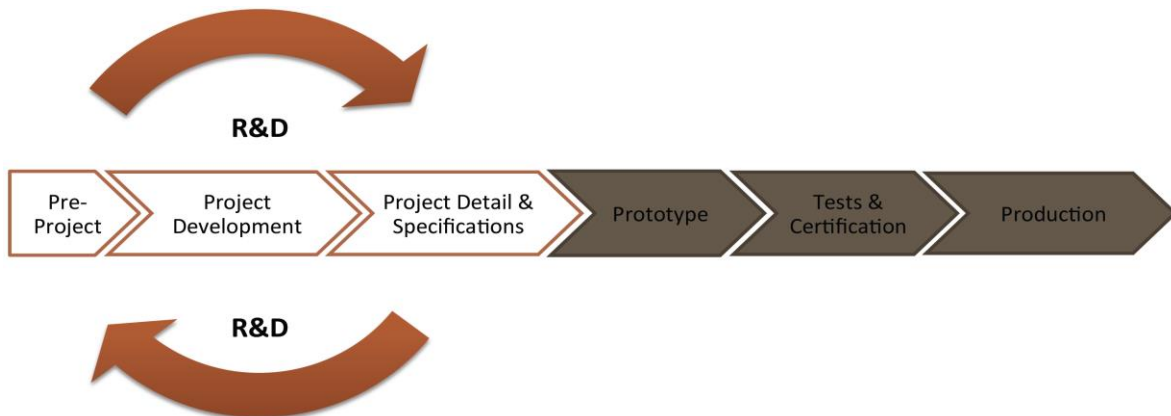 R&D
Pre-
Project
Project
Development
Project Detail &
Specifications
Prototype
Tests &
Certification
Production
R&D